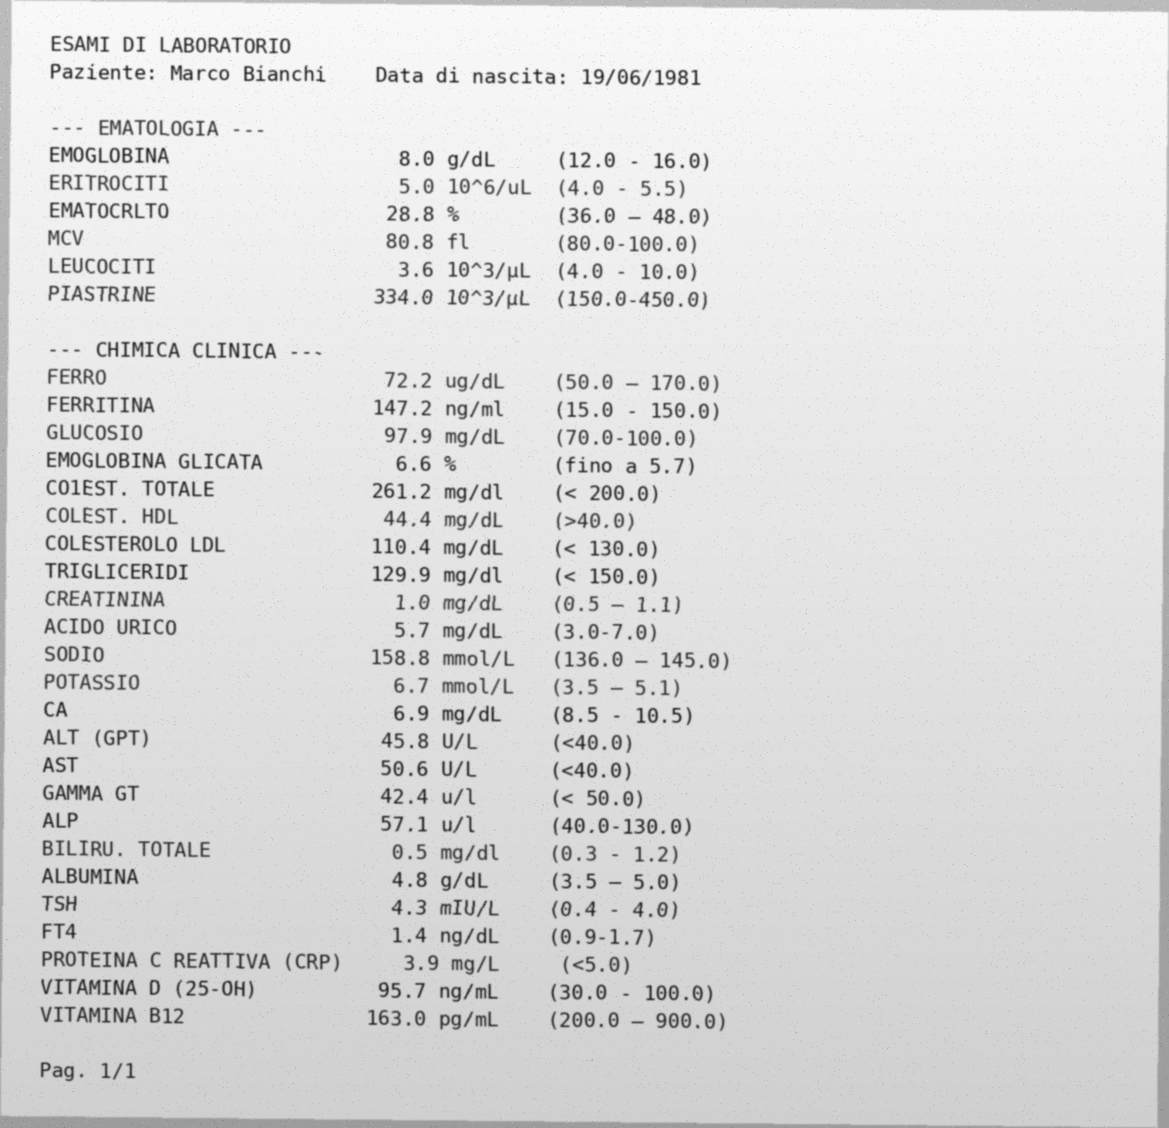 ESAMI DI LABORATORIO
Paziente: Marco Bianchi    Data di nascita: 19/06/1981
--- EMATOLOGIA ---
EMOGLOBINA 8.0 g/dL (12.0 - 16.0)
ERITROCITI 5.0 10^6/uL (4.0 - 5.5)
EMATOCRLTO 28.8 % (36.0 – 48.0)
MCV 80.8 fl (80.0-100.0)
LEUCOCITI 3.6 10^3/µL (4.0 - 10.0)
PIASTRINE 334.0 10^3/µL (150.0-450.0)
--- CHIMICA CLINICA ---
FERRO 72.2 ug/dL (50.0 – 170.0)
FERRITINA 147.2 ng/ml (15.0 - 150.0)
GLUCOSIO 97.9 mg/dL (70.0-100.0)
EMOGLOBINA GLICATA 6.6 % (fino a 5.7)
CO1EST. TOTALE 261.2 mg/dl (< 200.0)
COLEST. HDL 44.4 mg/dL (>40.0)
COLESTEROLO LDL 110.4 mg/dL (< 130.0)
TRIGLICERIDI 129.9 mg/dl (< 150.0)
CREATININA 1.0 mg/dL (0.5 – 1.1)
ACIDO URICO 5.7 mg/dL (3.0-7.0)
SODIO 158.8 mmol/L (136.0 – 145.0)
POTASSIO 6.7 mmol/L (3.5 – 5.1)
CA 6.9 mg/dL (8.5 - 10.5)
ALT (GPT) 45.8 U/L (<40.0)
AST 50.6 U/L (<40.0)
GAMMA GT 42.4 u/l (< 50.0)
ALP 57.1 u/l (40.0-130.0)
BILIRU. TOTALE 0.5 mg/dl (0.3 - 1.2)
ALBUMINA 4.8 g/dL (3.5 – 5.0)
TSH 4.3 mIU/L (0.4 - 4.0)
FT4 1.4 ng/dL (0.9-1.7)
PROTEINA C REATTIVA (CRP) 3.9 mg/L (<5.0)
VITAMINA D (25-OH) 95.7 ng/mL (30.0 - 100.0)
VITAMINA B12 163.0 pg/mL (200.0 – 900.0)
Pag. 1/1